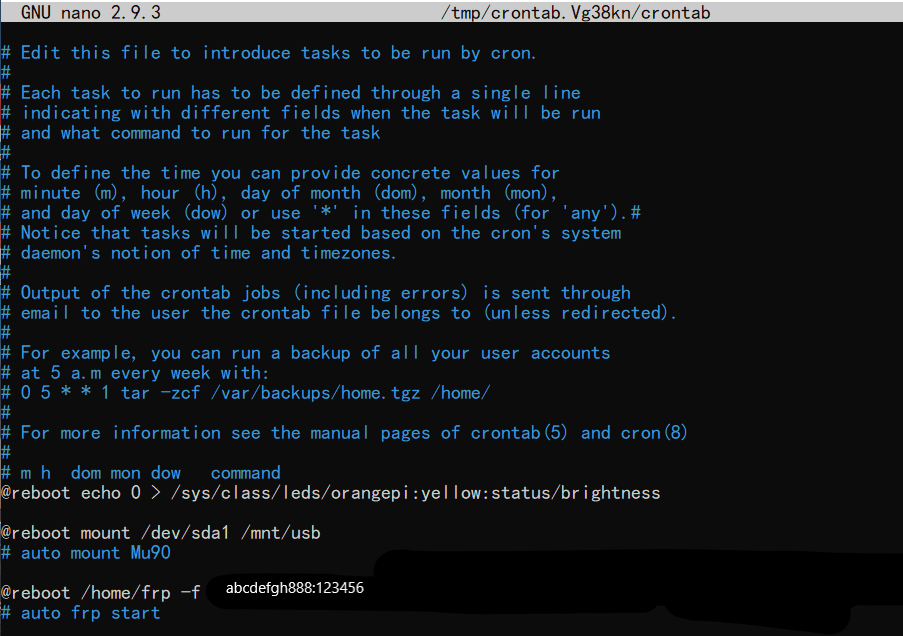 GNU nano 2.9.3 /tmp/crontab.Vg38kn/crontab
# Edit this file to introduce tasks to be run by cron.
#
# Each task to run has to be defined through a single line
# indicating with different fields when the task will be run
# and what command to run for the task
#
# To define the time you can provide concrete values for
# minute (m), hour (h), day of month (dom), month (mon),
# and day of week (dow) or use '*' in these fields (for 'any').#
# Notice that tasks will be started based on the cron's system
# daemon's notion of time and timezones.
#
# Output of the crontab jobs (including errors) is sent through
# email to the user the crontab file belongs to (unless redirected).
#
# For example, you can run a backup of all your user accounts
# at 5 a.m every week with:
# 0 5 * * 1 tar -zcf /var/backups/home.tgz /home/
#
# For more information see the manual pages of crontab(5) and cron(8)
#
# m h  dom mon dow   command
@reboot echo 0 > /sys/class/leds/orangepi:yellow:status/brightness
@reboot mount /dev/sda1 /mnt/usb
# auto mount Mu90
@reboot /home/frp -f abcdefgh888:123456
# auto frp start